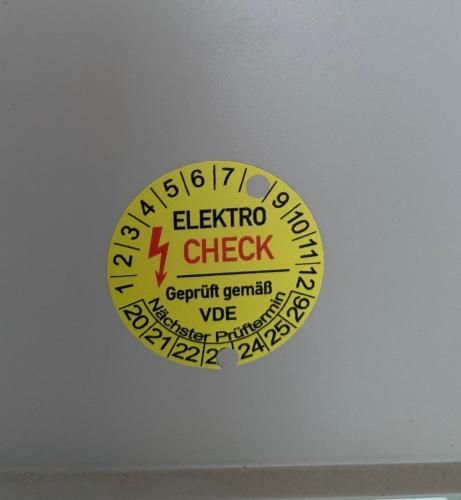 1 2 3 4 5 6 7 9 10 11 12
ELEKTRO
CHECK
Geprüft gemäß
VDE
Nächster Prüftermin
20 21 22 2 24 25 26